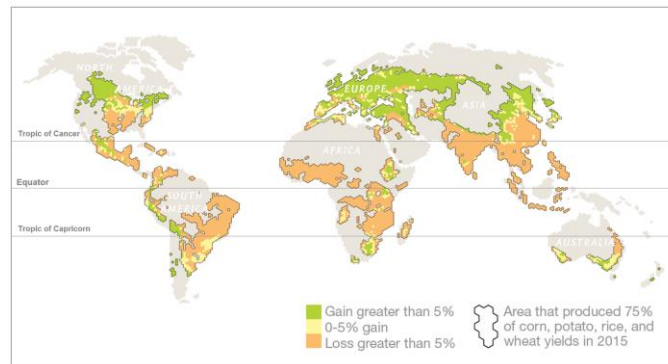 NORTH
AMERICA
EUROPE
ASIA
Tropic of Cancer
AFRICA
Equator
SOUTH
AMERICA
Tropic of Capricorn
AUSTRALIA
Gain greater than 5%
0-5% gain
Loss greater than 5%
Area that produced 75%
of corn, potato, rice, and
wheat yields in 2015